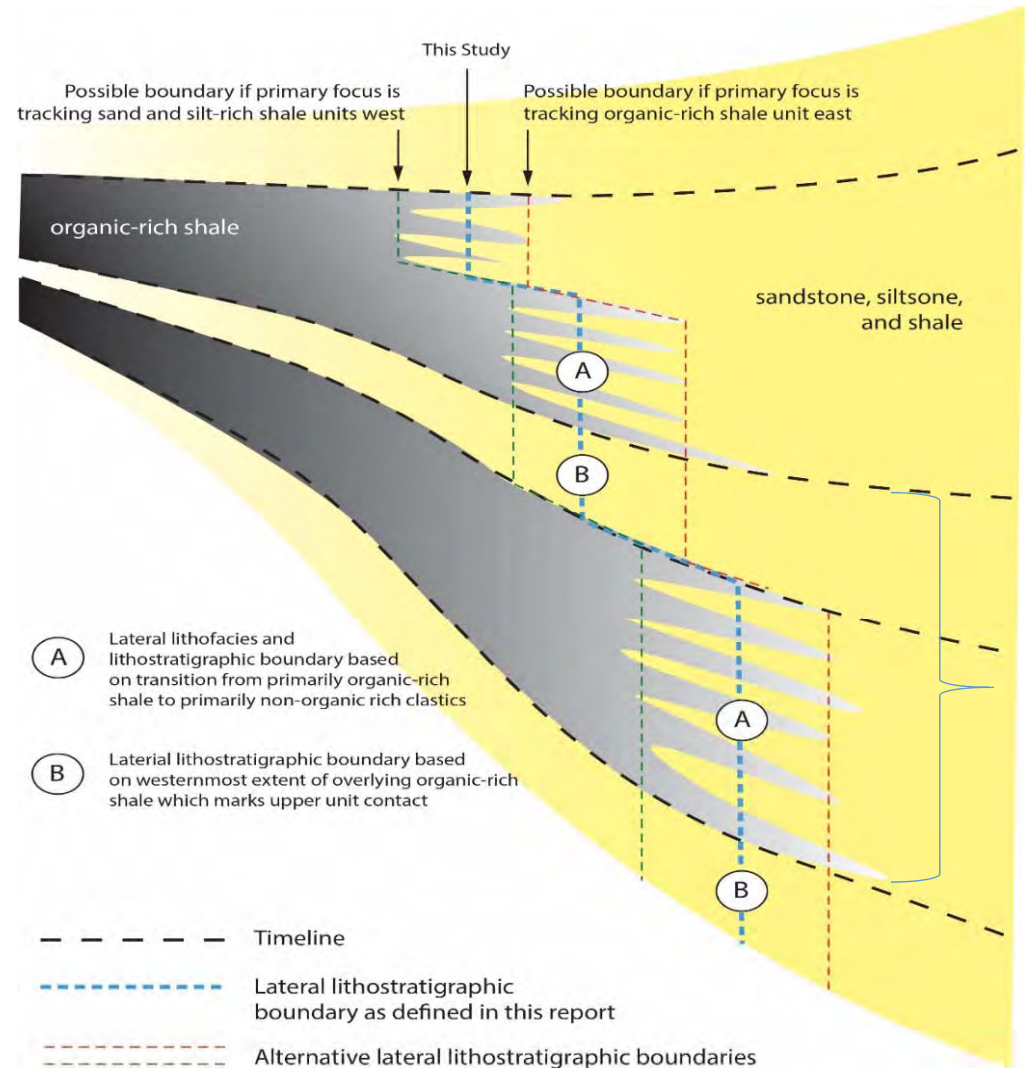 This Study
Possible boundary if primary focus is
tracking sand and silt-rich shale units west
Possible boundary if primary focus is
tracking organic-rich shale unit east
organic-rich shale
sandstone, siltsone,
and shale
A
B
A
B
A
Lateral lithofacies and
lithostratigraphic boundary based
on transition from primarily organic-rich
shale to primarily non-organic rich clastics
B
Laterial lithostratigraphic boundary based
on westernmost extent of overlying organic-rich
shale which marks upper unit contact
Timeline
Lateral lithostratigraphic
boundary as defined in this report
Alternative lateral lithostratigraphic boundaries